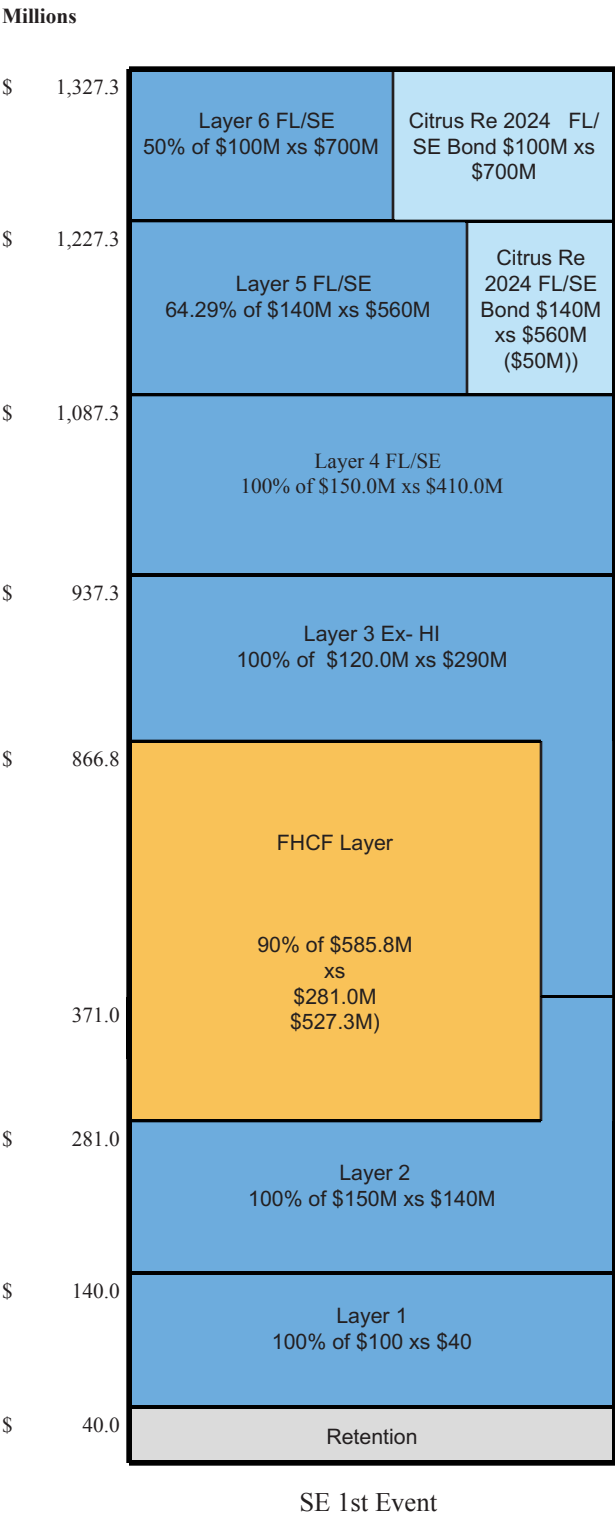 Millions
$ 1,327.3
Layer 6 FL/SE
50% of $100M xs $700M
Citrus Re 2024 FL/
SE Bond $100M xs
$700M
$ 1,227.3
Layer 5 FL/SE
64.29% of $140M xs $560M
Citrus Re
2024 FL/SE
Bond $140M
xs $560M
($50M))
$ 1,087.3
Layer 4 FL/SE
100% of $150.0M xs $410.0M
$ 937.3
Layer 3 Ex- HI
100% of $120.0M xs $290M
$ 866.8
FHCF Layer
90% of $585.8M
xs
$281.0M
$527.3M)
371.0
$ 281.0
Layer 2
100% of $150M xs $140M
$ 140.0
Layer 1
100% of $100 xs $40
$ 40.0
Retention
SE 1st Event